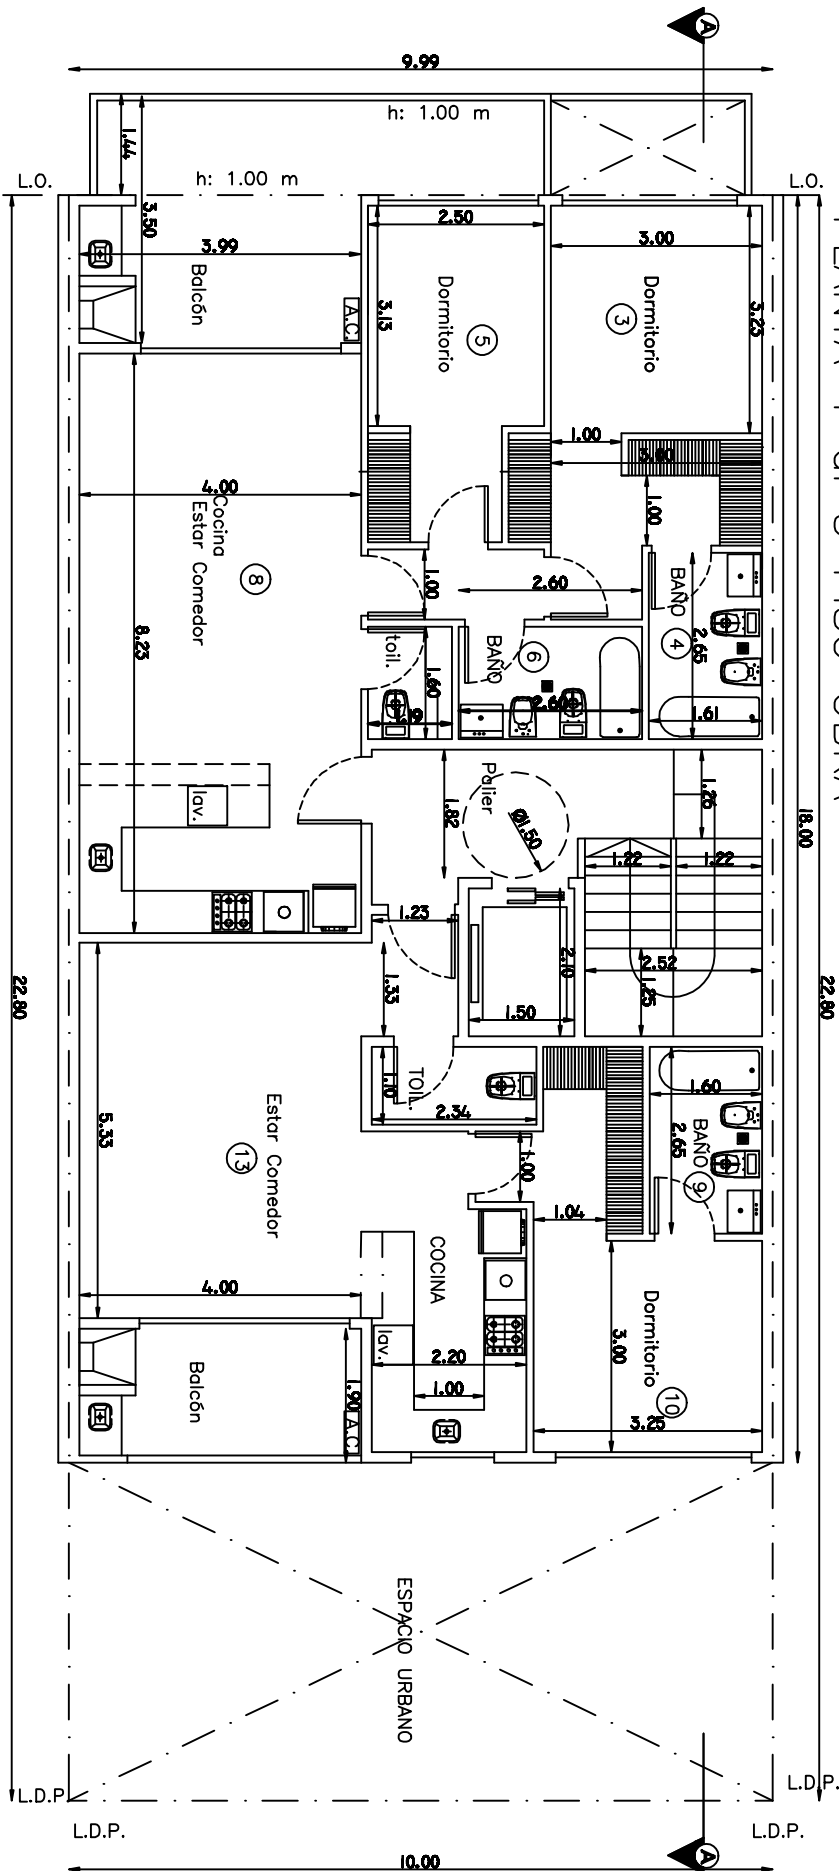 A
9.99
h: 1.00 m
1.44
L.O.
h: 1.00 m
L.O.
3.50
2.50
3.00
3.99
Balcón
A.C.
3.13
Dormitorio
5
Dormitorio
3
3.25
1.00
4.00
1.00
Cocina
Estar Comedor
8
1.00
2.60
BAÑO
4
2.65
8.23
toil.
1.60
1.19
BAÑO
6
2.60
1.61
Palier
1.82
Ø1.50
1.26
18.00
lav.
1.22
1.22
1.23
2.10
2.52
1.25
1.33
1.50
22.80
22.80
TOIL.
1.10
2.34
1.60
BAÑO
9
2.65
5.33
Estar Comedor
13
1.00
1.04
COCINA
4.00
lav.
2.20
1.00
Dormitorio
10
3.00
3.25
Balcón
1.90
A.C.
ESPACIO URBANO
L.D.P.
L.D.P.
L.D.P.
L.D.P.
A
10.00